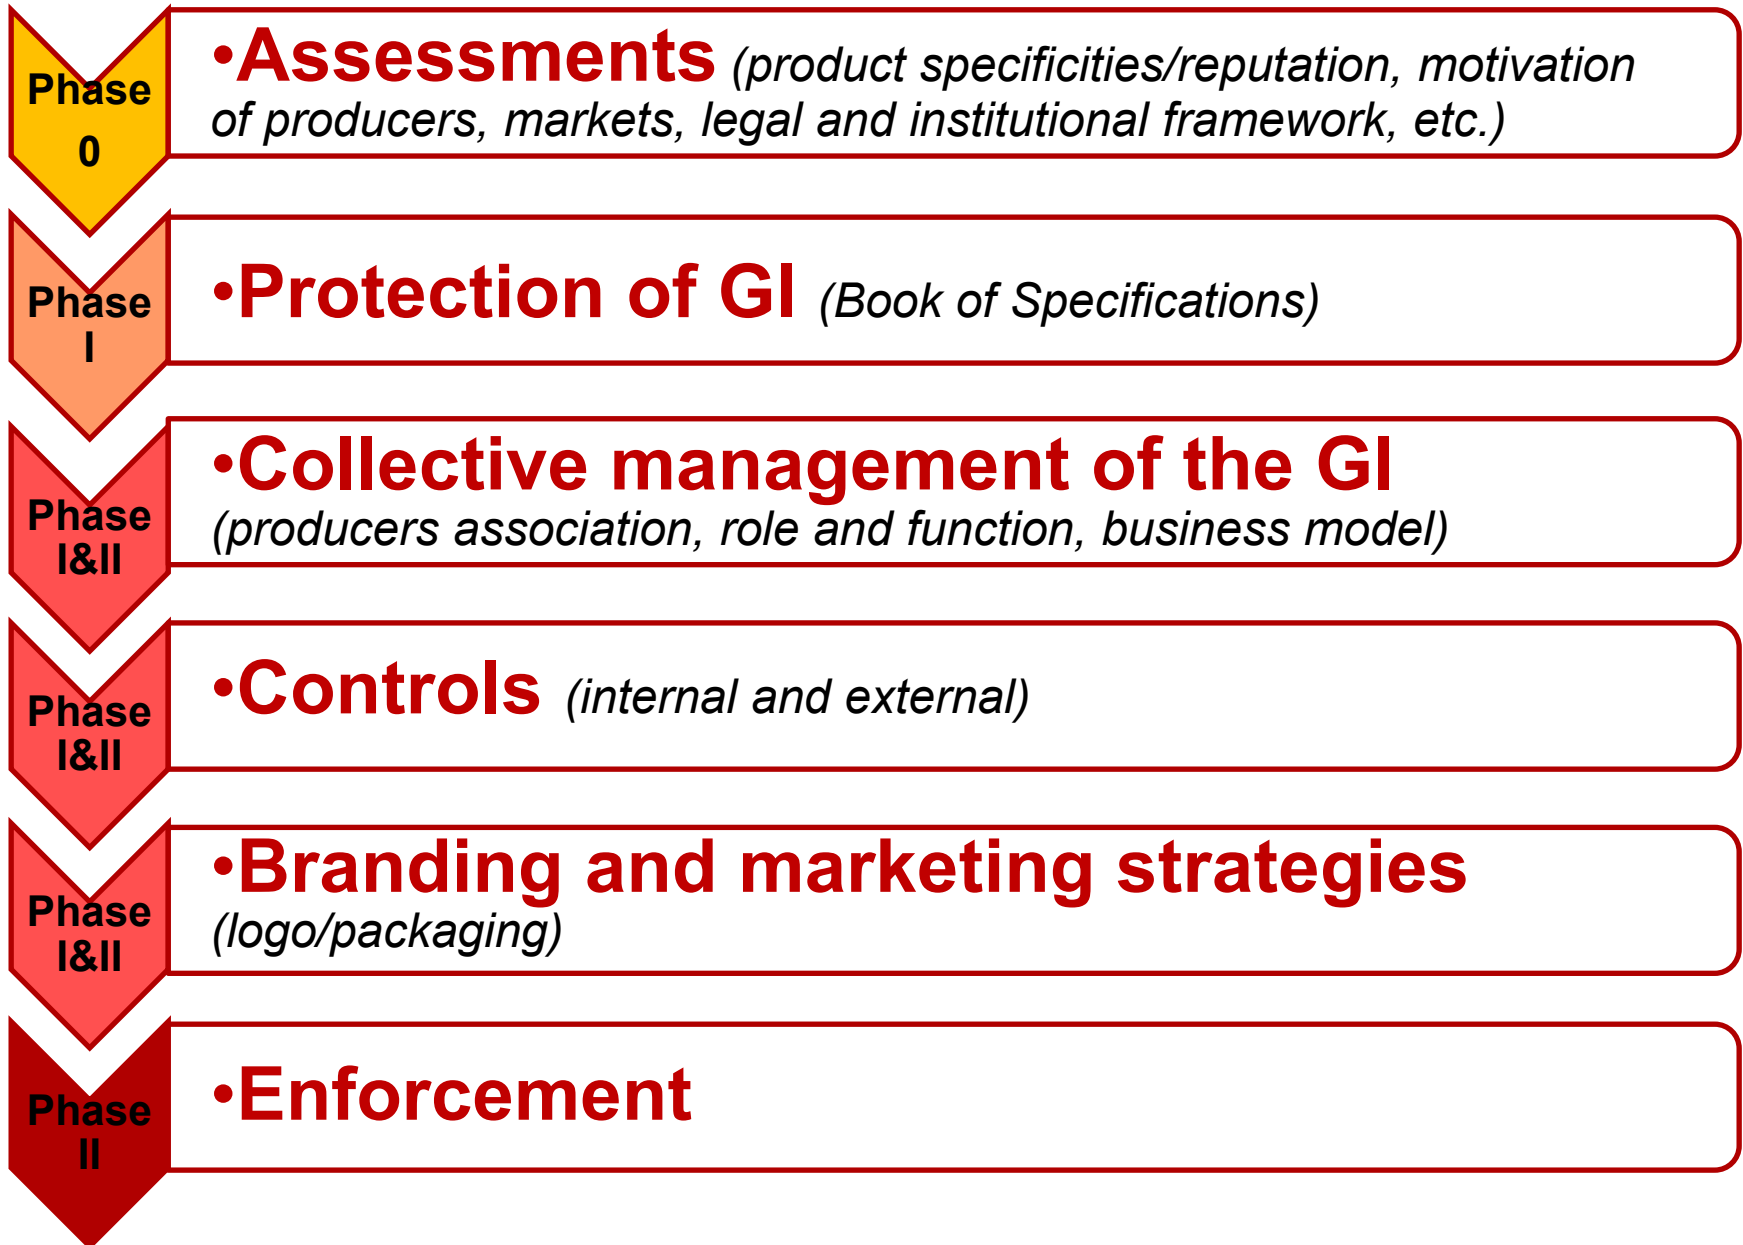 Phase
0
•Assessments (product specificities/reputation, motivation
of producers, markets, legal and institutional framework, etc.)
Phase
I
•Protection of GI (Book of Specifications)
Phase
I&II
•Collective management of the GI
(producers association, role and function, business model)
Phase
I&II
•Controls (internal and external)
Phase
I&II
•Branding and marketing strategies
(logo/packaging)
Phase
II
•Enforcement